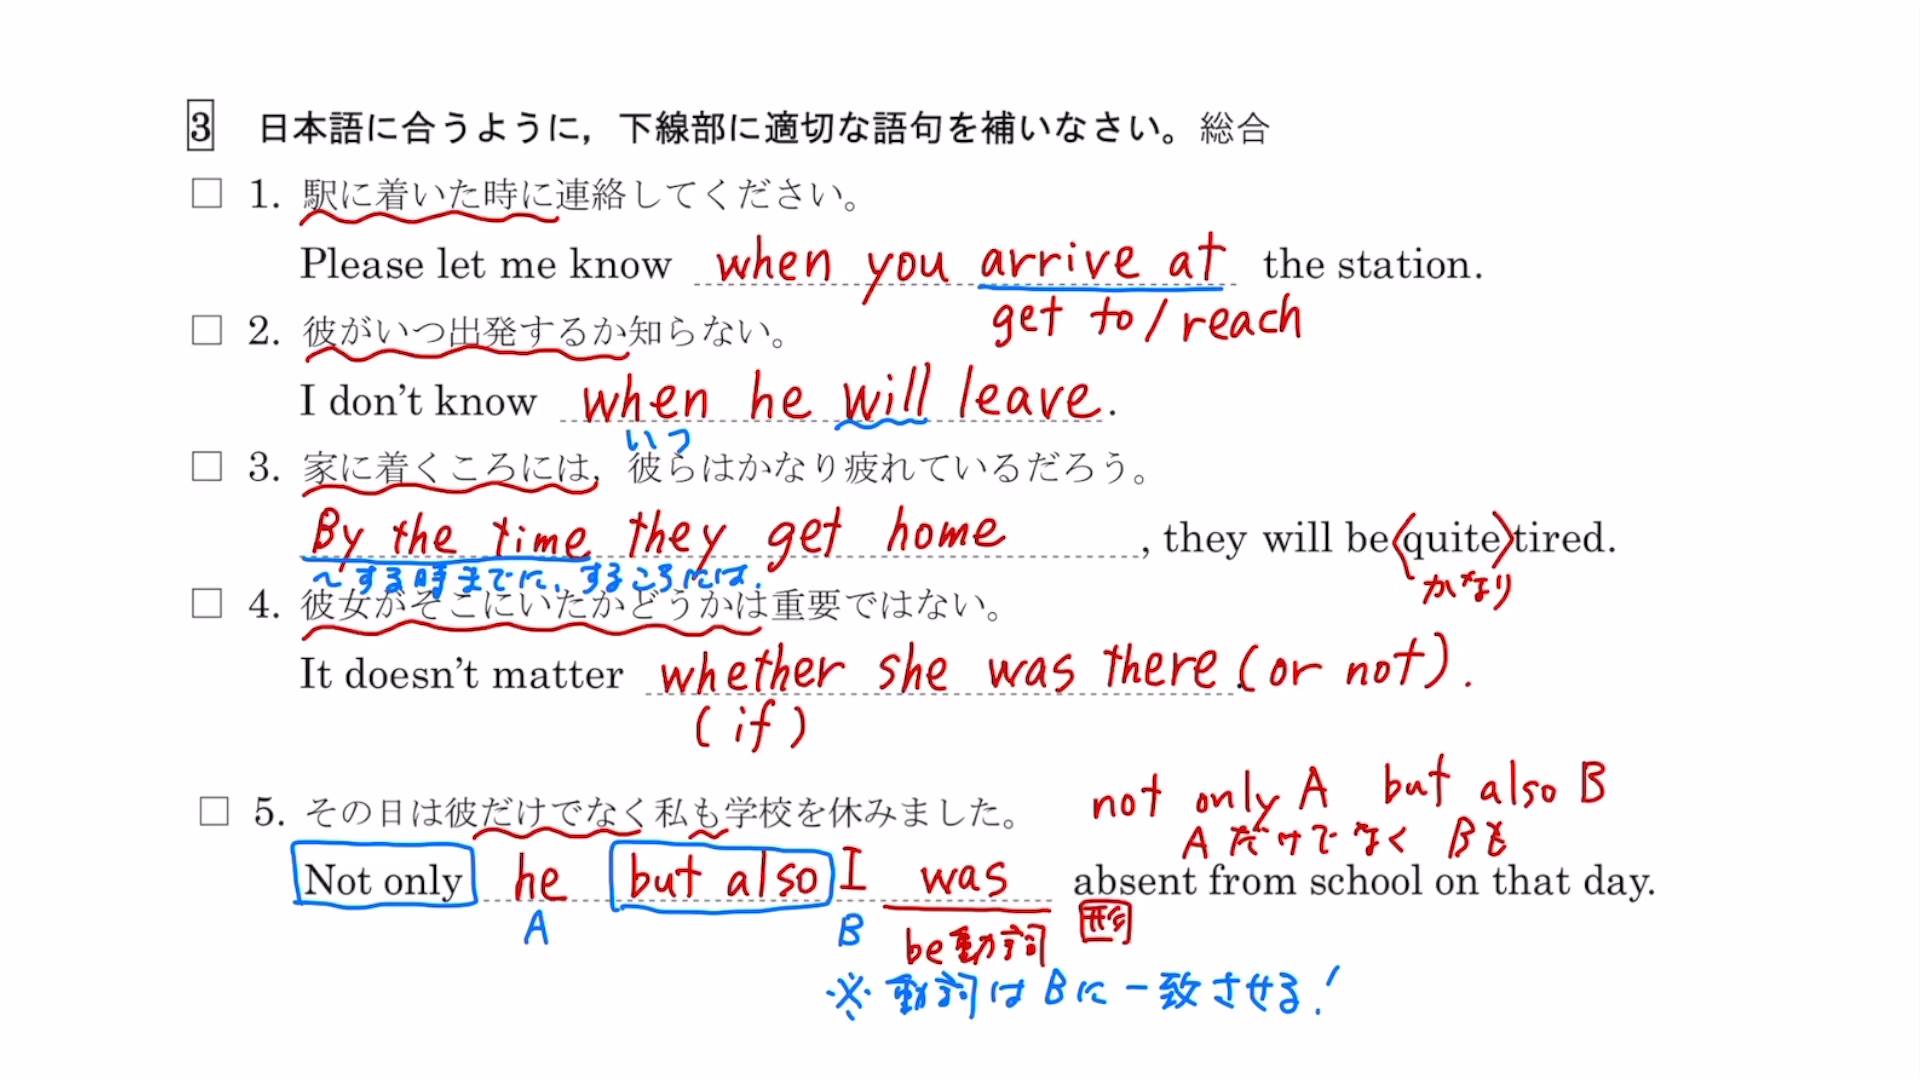 3 日本語に合うように，下線部に適切な語句を補いなさい。総合
□ 1. 駅に着いた時に連絡してください。
Please let me know when you arrive at the station.
get to / reach
□ 2. 彼がいつ出発するか知らない。
I don't know when he will leave.
いつ
□ 3. 家に着くころには，彼らはかなり疲れているだろう。
By the time they get home, they will be〈quite〉tired.
〜する時までに、するころには、 かなり
□ 4. 彼女がそこにいたかどうかは重要ではない。
It doesn't matter whether she was there (or not).
(if)
not only A but also B
□ 5. その日は彼だけでなく私も学校を休みました。
AだけでなくBも
Not only he but also I was absent from school on that day.
A B be動詞 形
※動詞はBに一致させる！